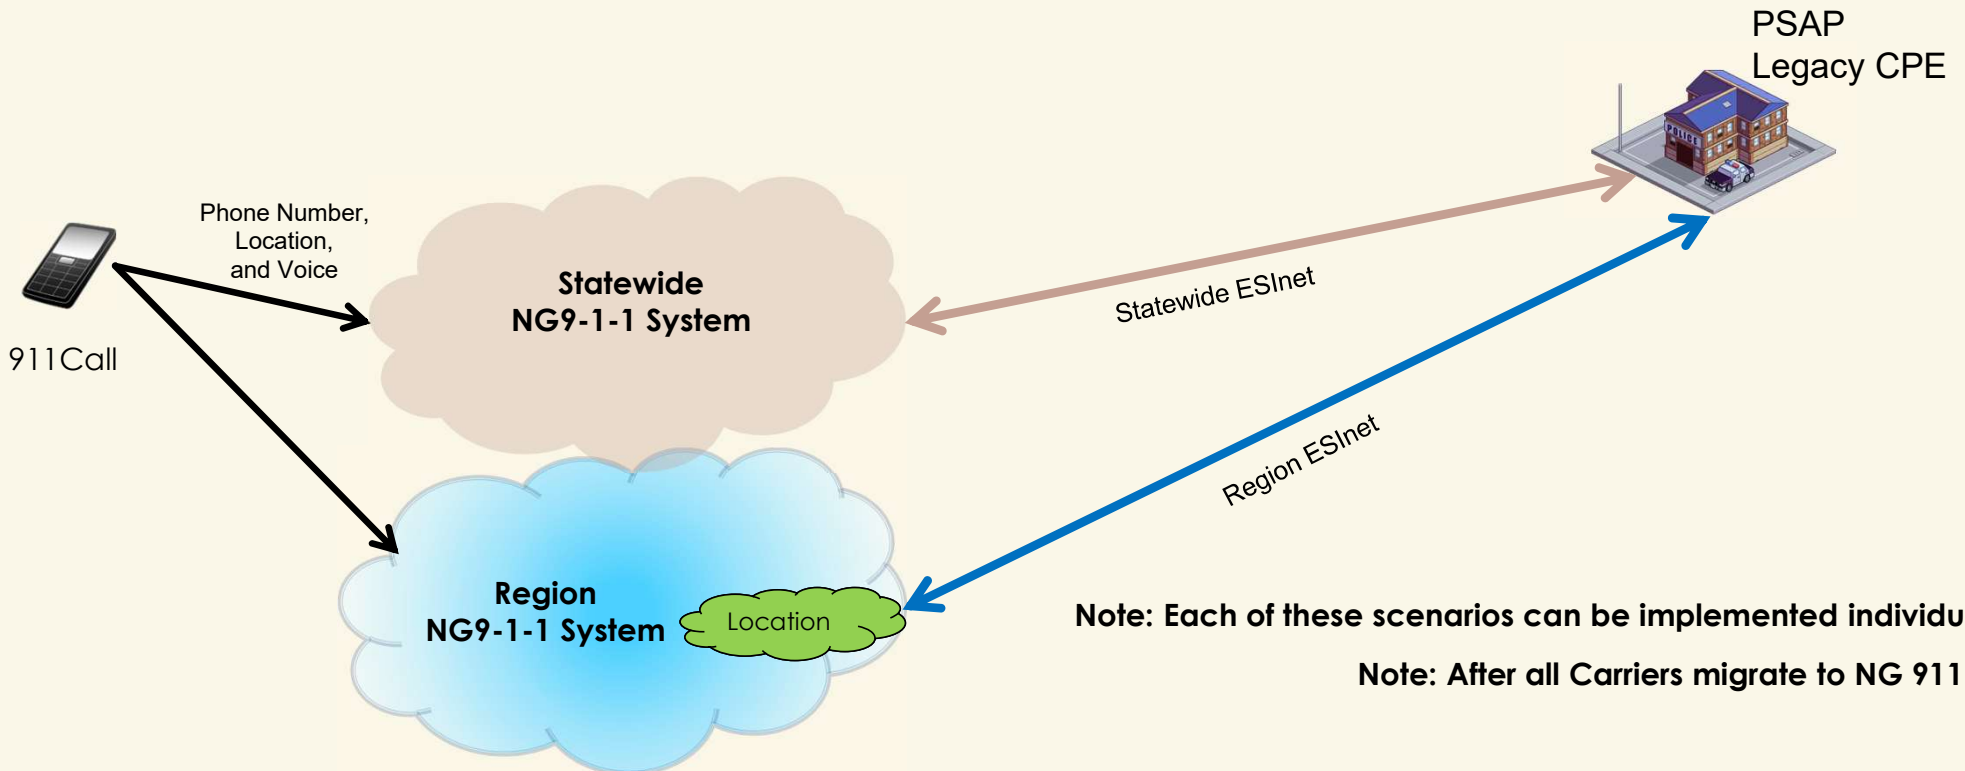 PSAP
Legacy CPE
POLICE
Phone Number,
Location,
and Voice
911Call
Statewide
NG9-1-1 System
Statewide ESInet
Region ESInet
Region
NG9-1-1 System
Location
Note: Each of these scenarios can be implemented individu
Note: After all Carriers migrate to NG 911